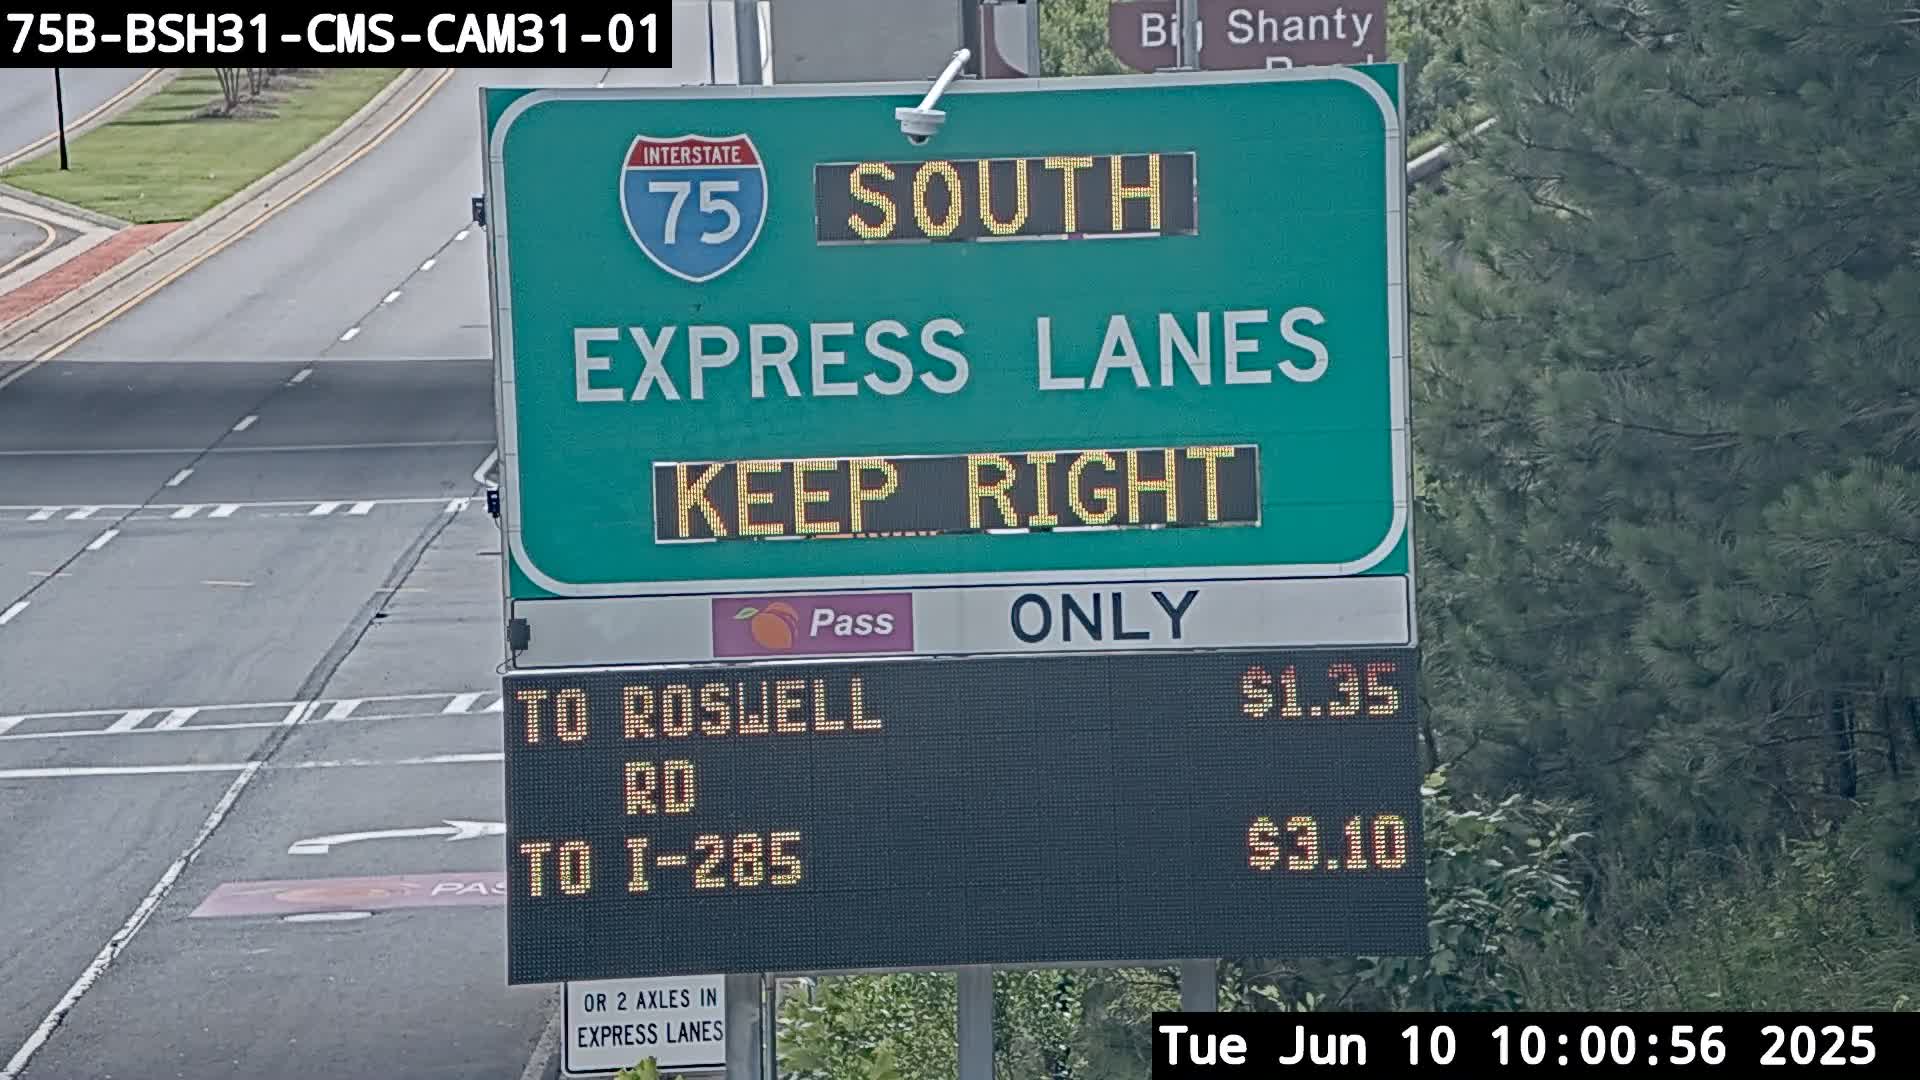 75B-BSH31-CMS-CAM31-01
Big Shanty
Road
INTERSTATE
75
SOUTH
EXPRESS LANES
KEEP RIGHT
Pass ONLY
TO ROSWELL $1.35
RD
TO I-285 $3.10
PAS
OR 2 AXLES IN
EXPRESS LANES
Tue Jun 10 10:00:56 2025